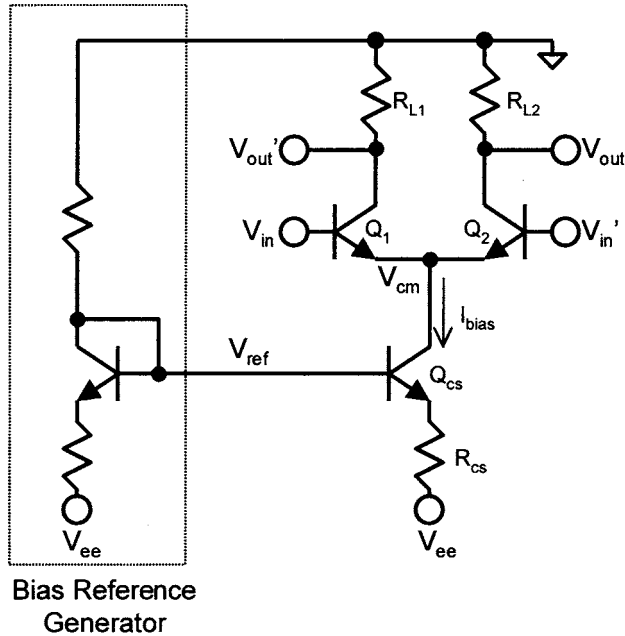 R_L1
R_L2
V_out'
V_out
V_in
Q_1
Q_2
V_in'
V_cm
I_bias
V_ref
Q_cs
R_cs
V_ee
V_ee
Bias Reference
Generator